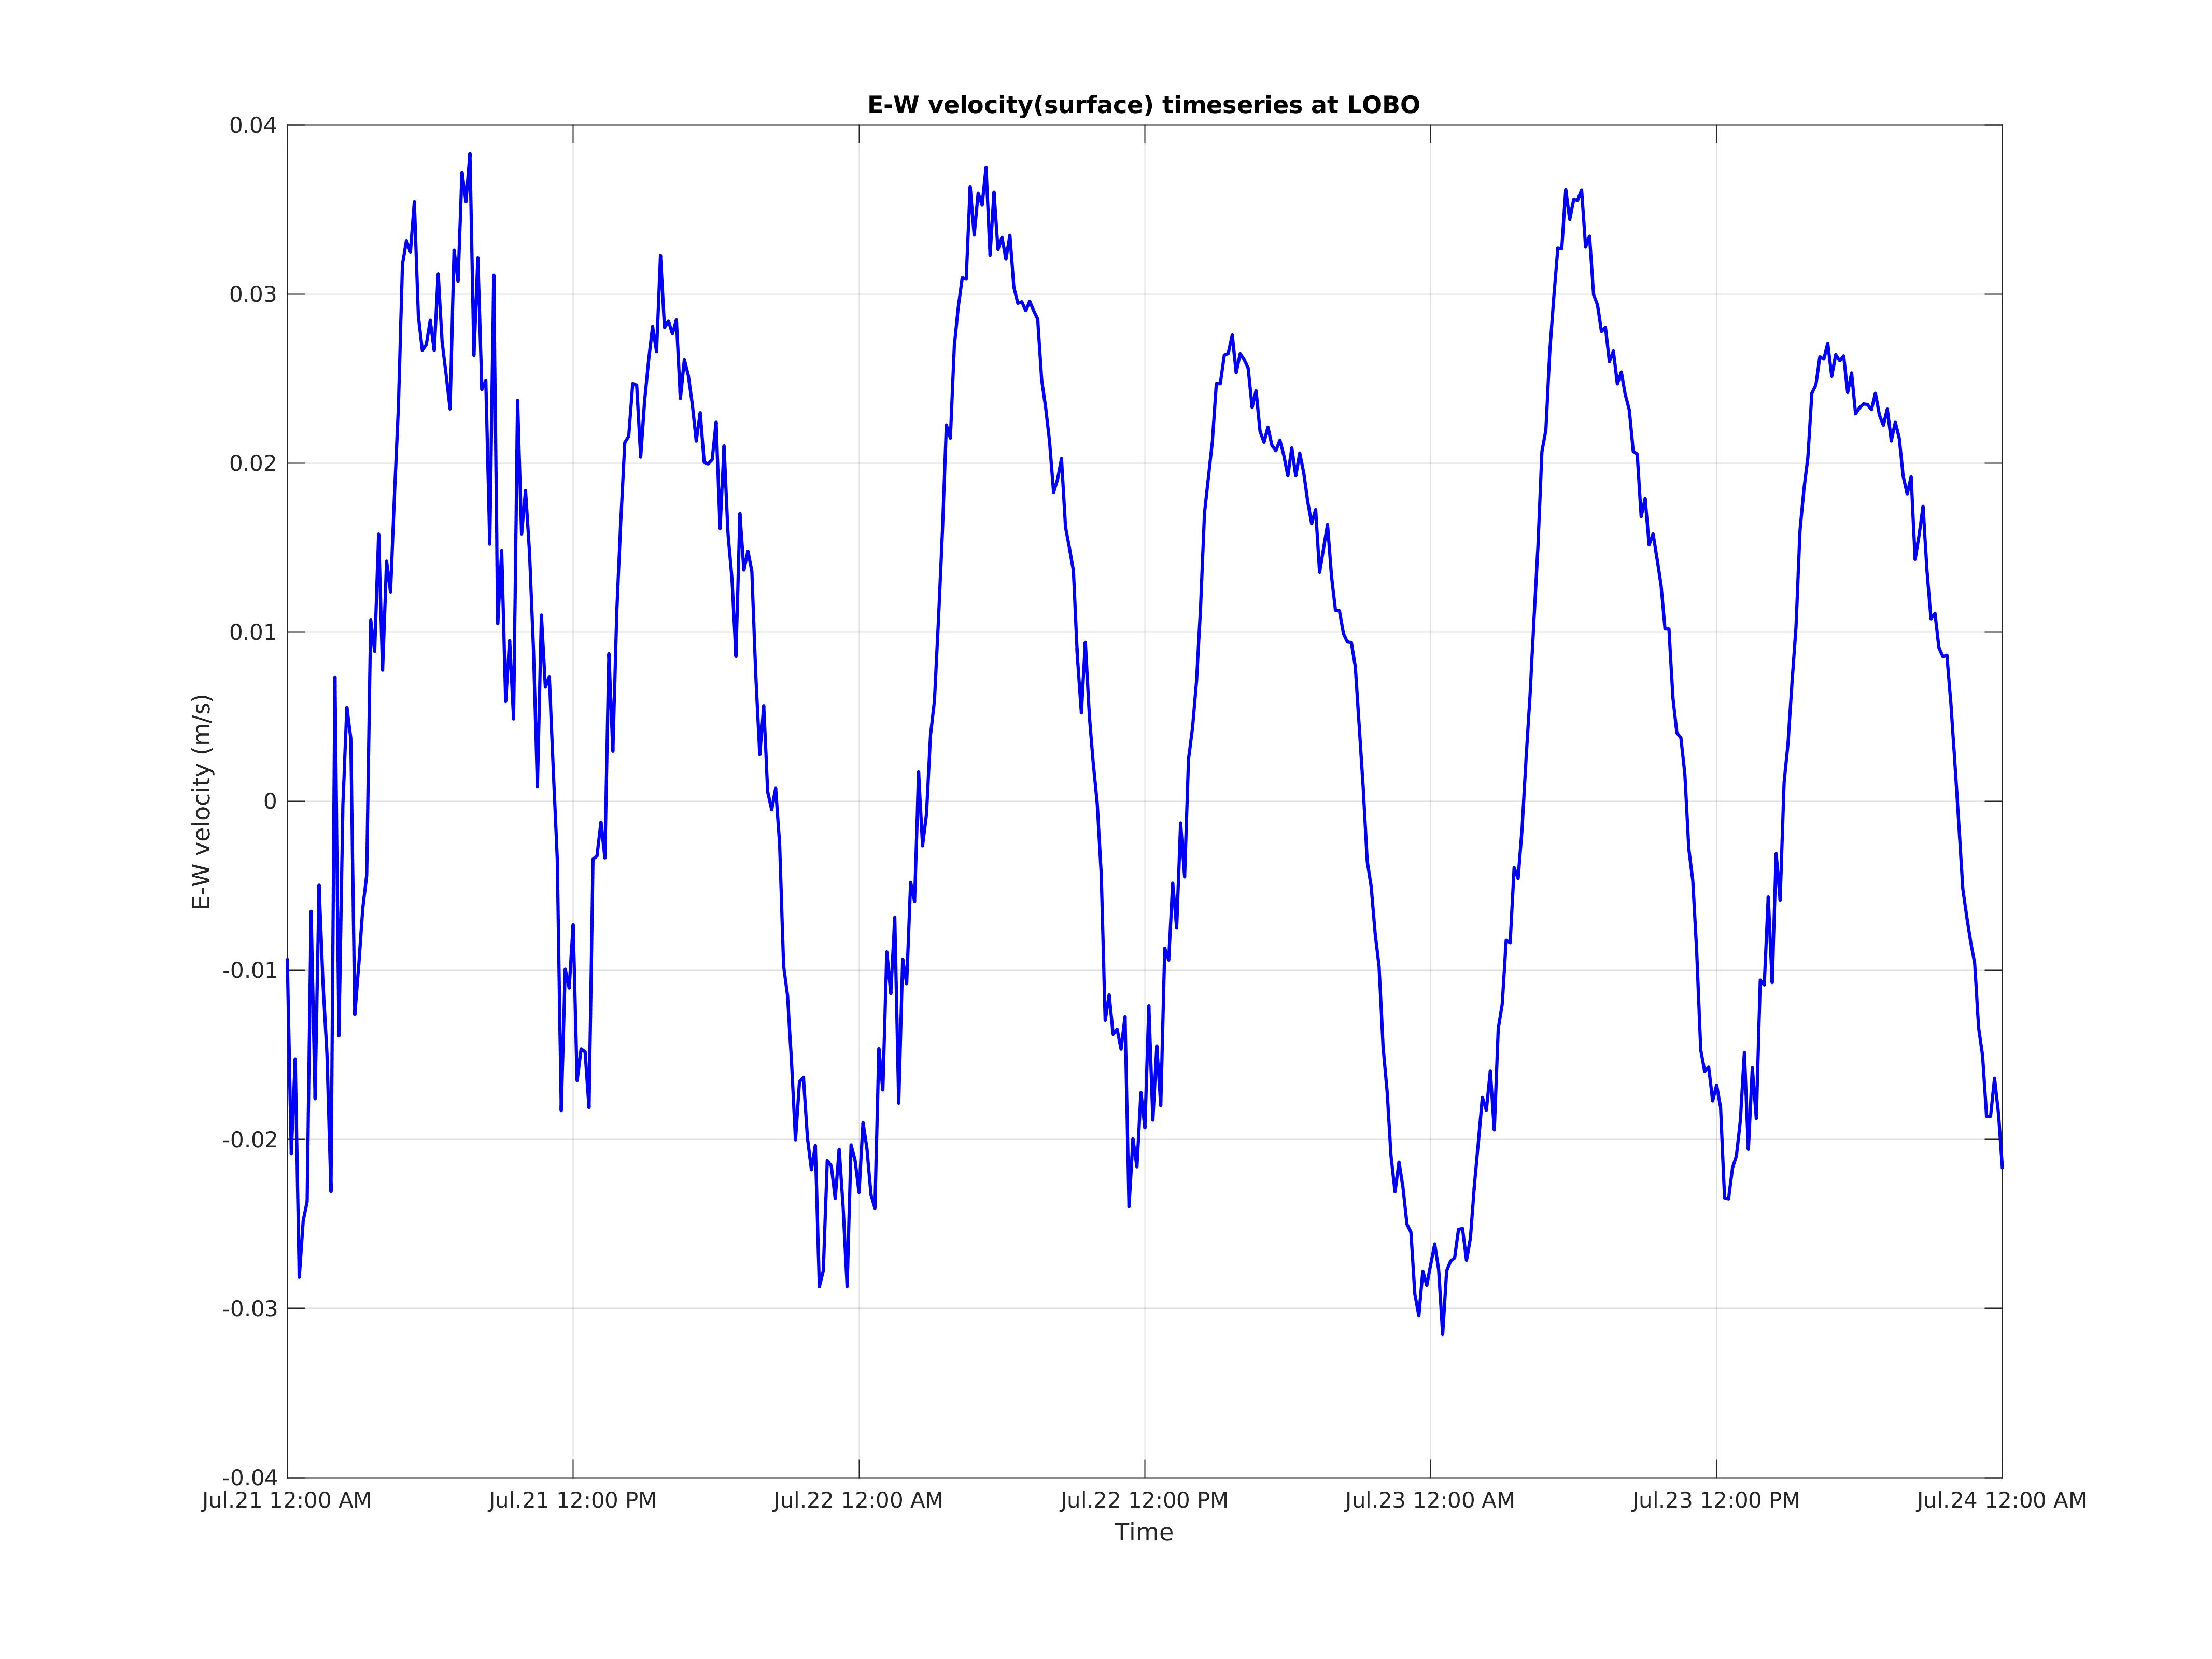 E-W velocity(surface) timeseries at LOBO
0.04
0.03
0.02
0.01
0
-0.01
-0.02
-0.03
-0.04
E-W velocity (m/s)
Jul.21 12:00 AM Jul.21 12:00 PM Jul.22 12:00 AM Jul.22 12:00 PM Jul.23 12:00 AM Jul.23 12:00 PM Jul.24 12:00 AM
Time